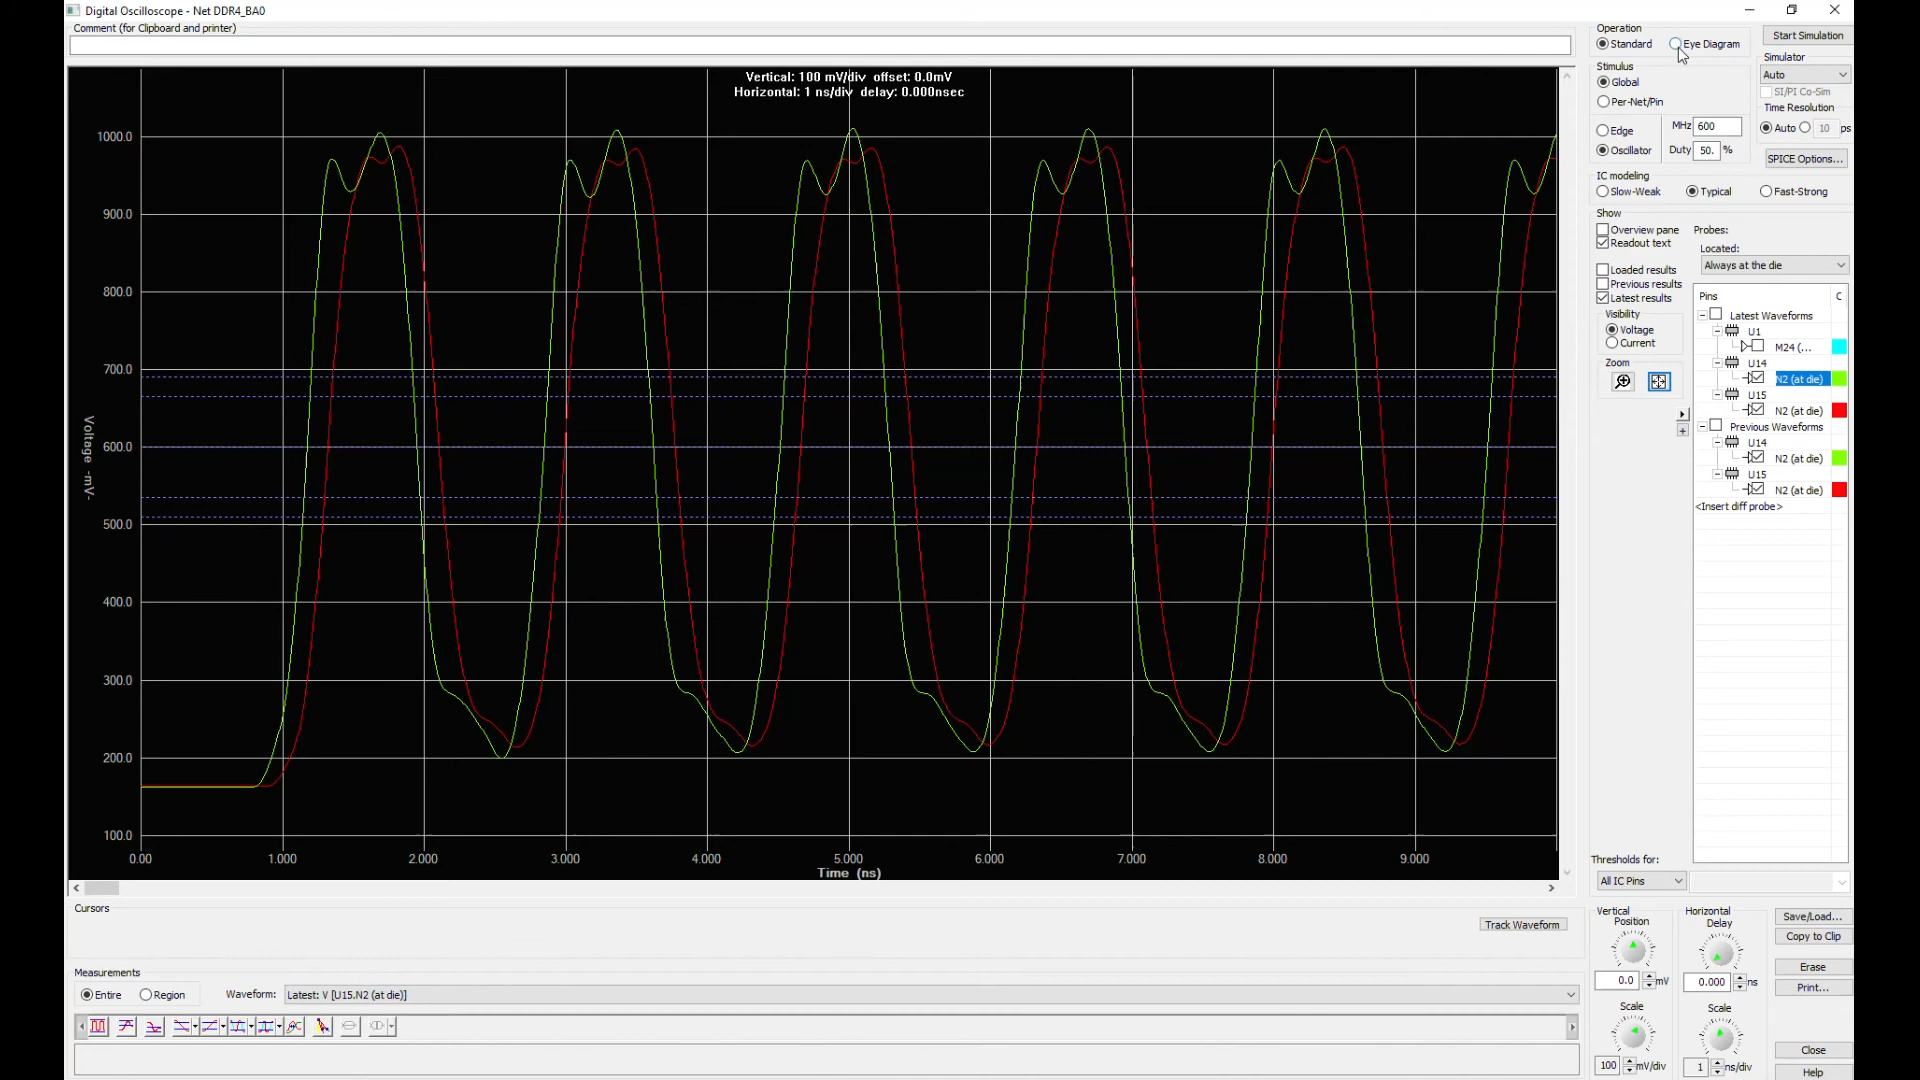 Digital Oscilloscope - Net DDR4_BA0
Comment (for Clipboard and printer)
Operation
Standard
Eye Diagram
Start Simulation
Stimulus
Global
Per-Net/Pin
Simulator
Auto
SI/PI Co-Sim
Time Resolution
Auto 10 ps
Edge
Oscillator
MHz 600
Duty 50. %
SPICE Options...
IC modeling
Slow-Weak
Typical
Fast-Strong
Vertical: 100 mV/div offset: 0.0mV
Horizontal: 1 ns/div delay: 0.000nsec
1000.0
900.0
800.0
700.0
600.0
500.0
400.0
300.0
200.0
100.0
Voltage -mV-
0.00 1.000 2.000 3.000 4.000 5.000 6.000 7.000 8.000 9.000
Time (ns)
Show
Overview pane
Readout text
Loaded results
Previous results
Latest results
Visibility
Voltage
Current
Zoom
Probes:
Located:
Always at the die
Pins C
Latest Waveforms
U1
M24 (...
U14
N2 (at die)
U15
N2 (at die)
Previous Waveforms
U14
N2 (at die)
U15
N2 (at die)
<Insert diff probe>
Thresholds for:
All IC Pins
Cursors
Track Waveform
Measurements
Entire
Region
Waveform: Latest: V [U15.N2 (at die)]
Vertical
Position
0.0 mV
Scale
100 mV/div
Horizontal
Delay
0.000 ns
Scale
1 ns/div
Save/Load...
Copy to Clip
Erase
Print...
Close
Help